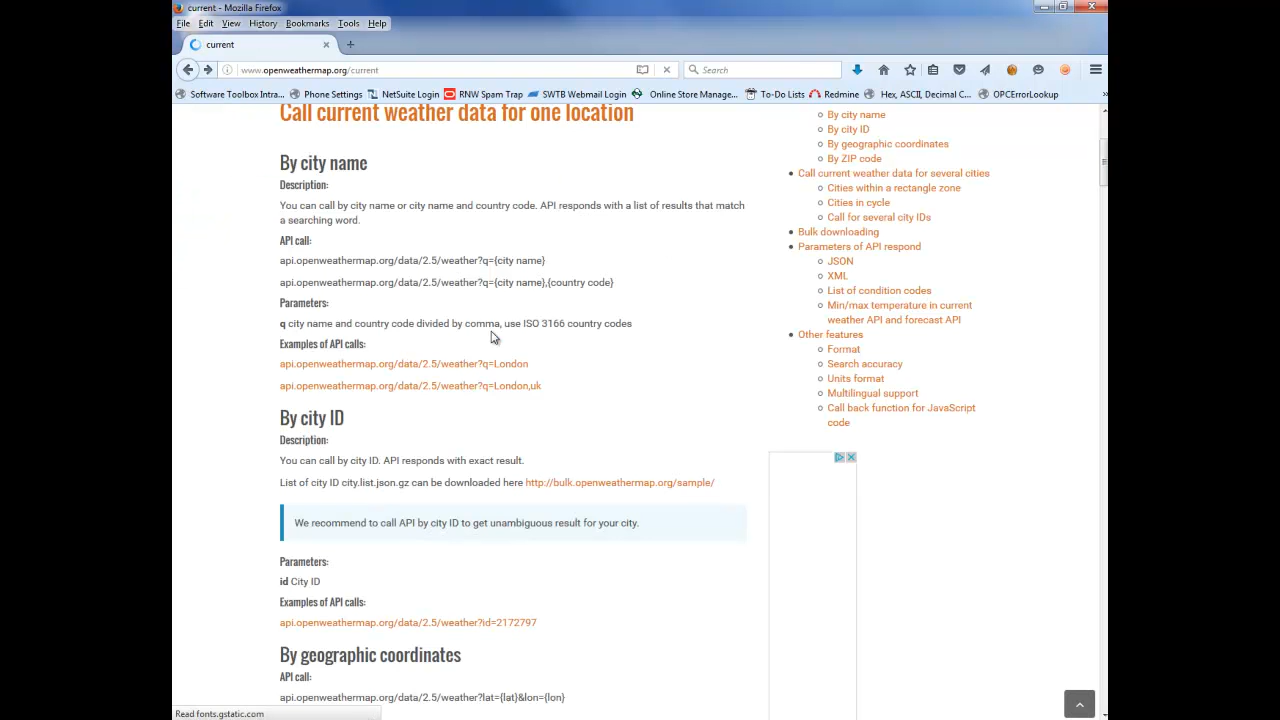 current - Mozilla Firefox
File Edit View History Bookmarks Tools Help
current
www.openweathermap.org/current
Search
Software Toolbox Intra... Phone Settings NetSuite Login RNW Spam Trap SWTB Webmail Login Online Store Manage... To-Do Lists Redmine Hex, ASCII, Decimal C... OPCErrorLookup
Call current weather data for one location
By city name
Description:
You can call by city name or city name and country code. API responds with a list of results that match
a searching word.
API call:
api.openweathermap.org/data/2.5/weather?q={city name}
api.openweathermap.org/data/2.5/weather?q={city name},{country code}
Parameters:
q city name and country code divided by comma, use ISO 3166 country codes
Examples of API calls:
api.openweathermap.org/data/2.5/weather?q=London
api.openweathermap.org/data/2.5/weather?q=London,uk
By city ID
Description:
You can call by city ID. API responds with exact result.
List of city ID city.list.json.gz can be downloaded here http://bulk.openweathermap.org/sample/
We recommend to call API by city ID to get unambiguous result for your city.
Parameters:
id City ID
Examples of API calls:
api.openweathermap.org/data/2.5/weather?id=2172797
By geographic coordinates
API call:
api.openweathermap.org/data/2.5/weather?lat={lat}&lon={lon}
By city name
By city ID
By geographic coordinates
By ZIP code
Call current weather data for several cities
Cities within a rectangle zone
Cities in cycle
Call for several city IDs
Bulk downloading
Parameters of API respond
JSON
XML
List of condition codes
Min/max temperature in current
weather API and forecast API
Other features
Format
Search accuracy
Units format
Multilingual support
Call back function for JavaScript
code
Read fonts.gstatic.com